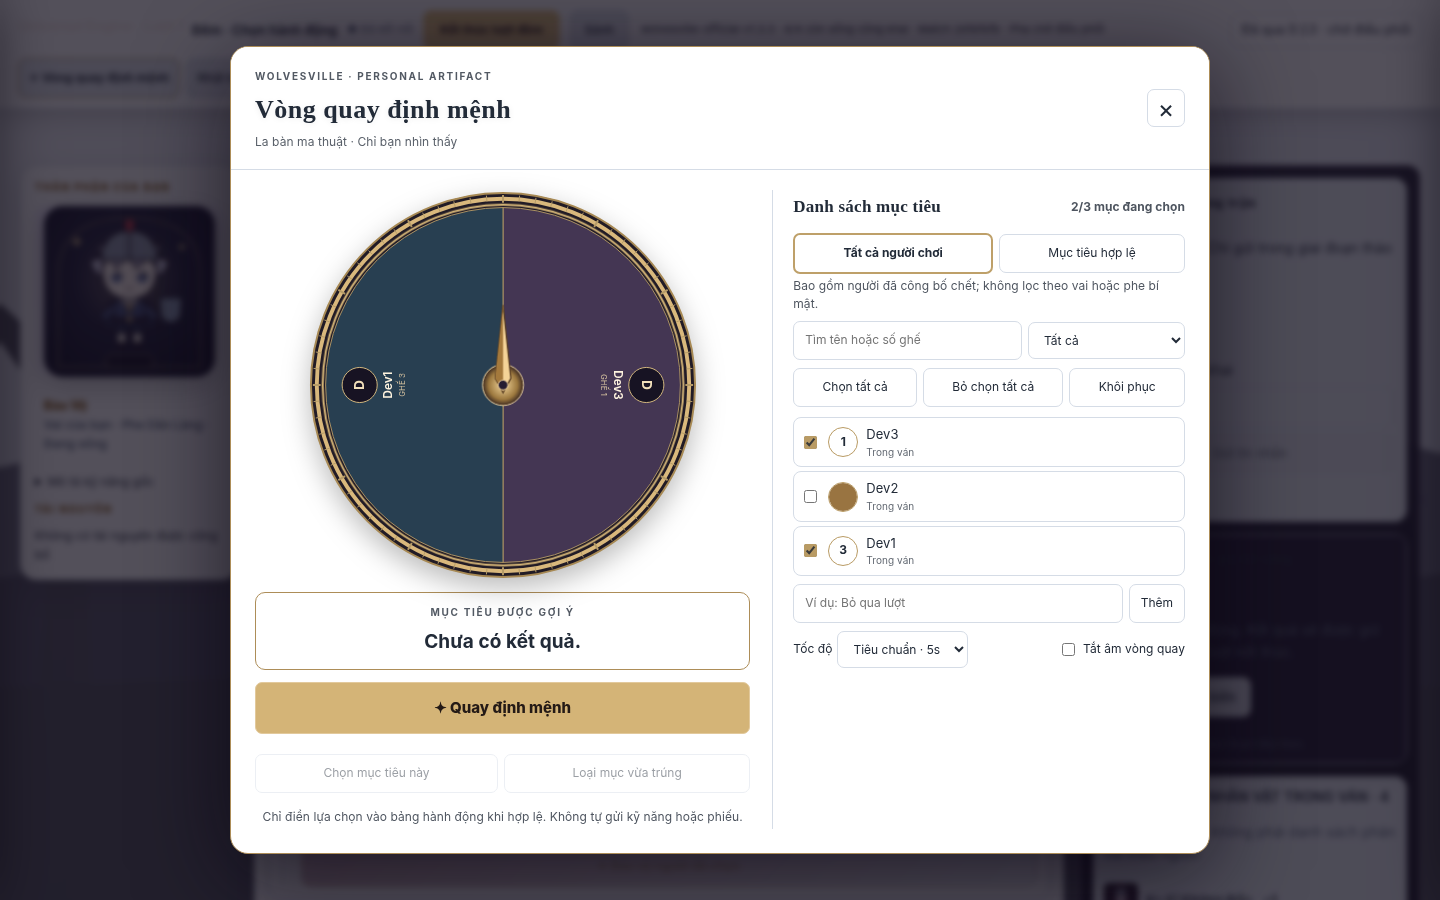 WOLVESVILLE · PERSONAL ARTIFACT
Vòng quay định mệnh
La bàn ma thuật · Chỉ bạn nhìn thấy
×
D
Dev1
GHẾ 3
D
Dev3
GHẾ 1
MỤC TIÊU ĐƯỢC GỢI Ý
Chưa có kết quả.
✦ Quay định mệnh
Chọn mục tiêu này
Loại mục vừa trúng
Chỉ điền lựa chọn vào bảng hành động khi hợp lệ. Không tự gửi kỹ năng hoặc phiếu.
Danh sách mục tiêu
2/3 mục đang chọn
Tất cả người chơi
Mục tiêu hợp lệ
Bao gồm người đã công bố chết; không lọc theo vai hoặc phe bí
mật.
Tìm tên hoặc số ghế
Tất cả
Chọn tất cả
Bỏ chọn tất cả
Khôi phục
1
Dev3
Trong ván
Dev2
Trong ván
3
Dev1
Trong ván
Ví dụ: Bỏ qua lượt
Thêm
Tốc độ
Tiêu chuẩn · 5s
Tắt âm vòng quay